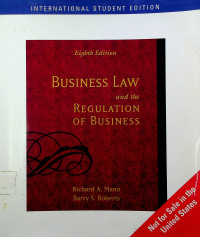 INTERNATIONAL STUDENT EDITION
Eighth Edition
BUSINESS LAW
and the
REGULATION
OF BUSINESS
Richard A. Mann
Barry S. Roberts
Not for Sale in the
United States